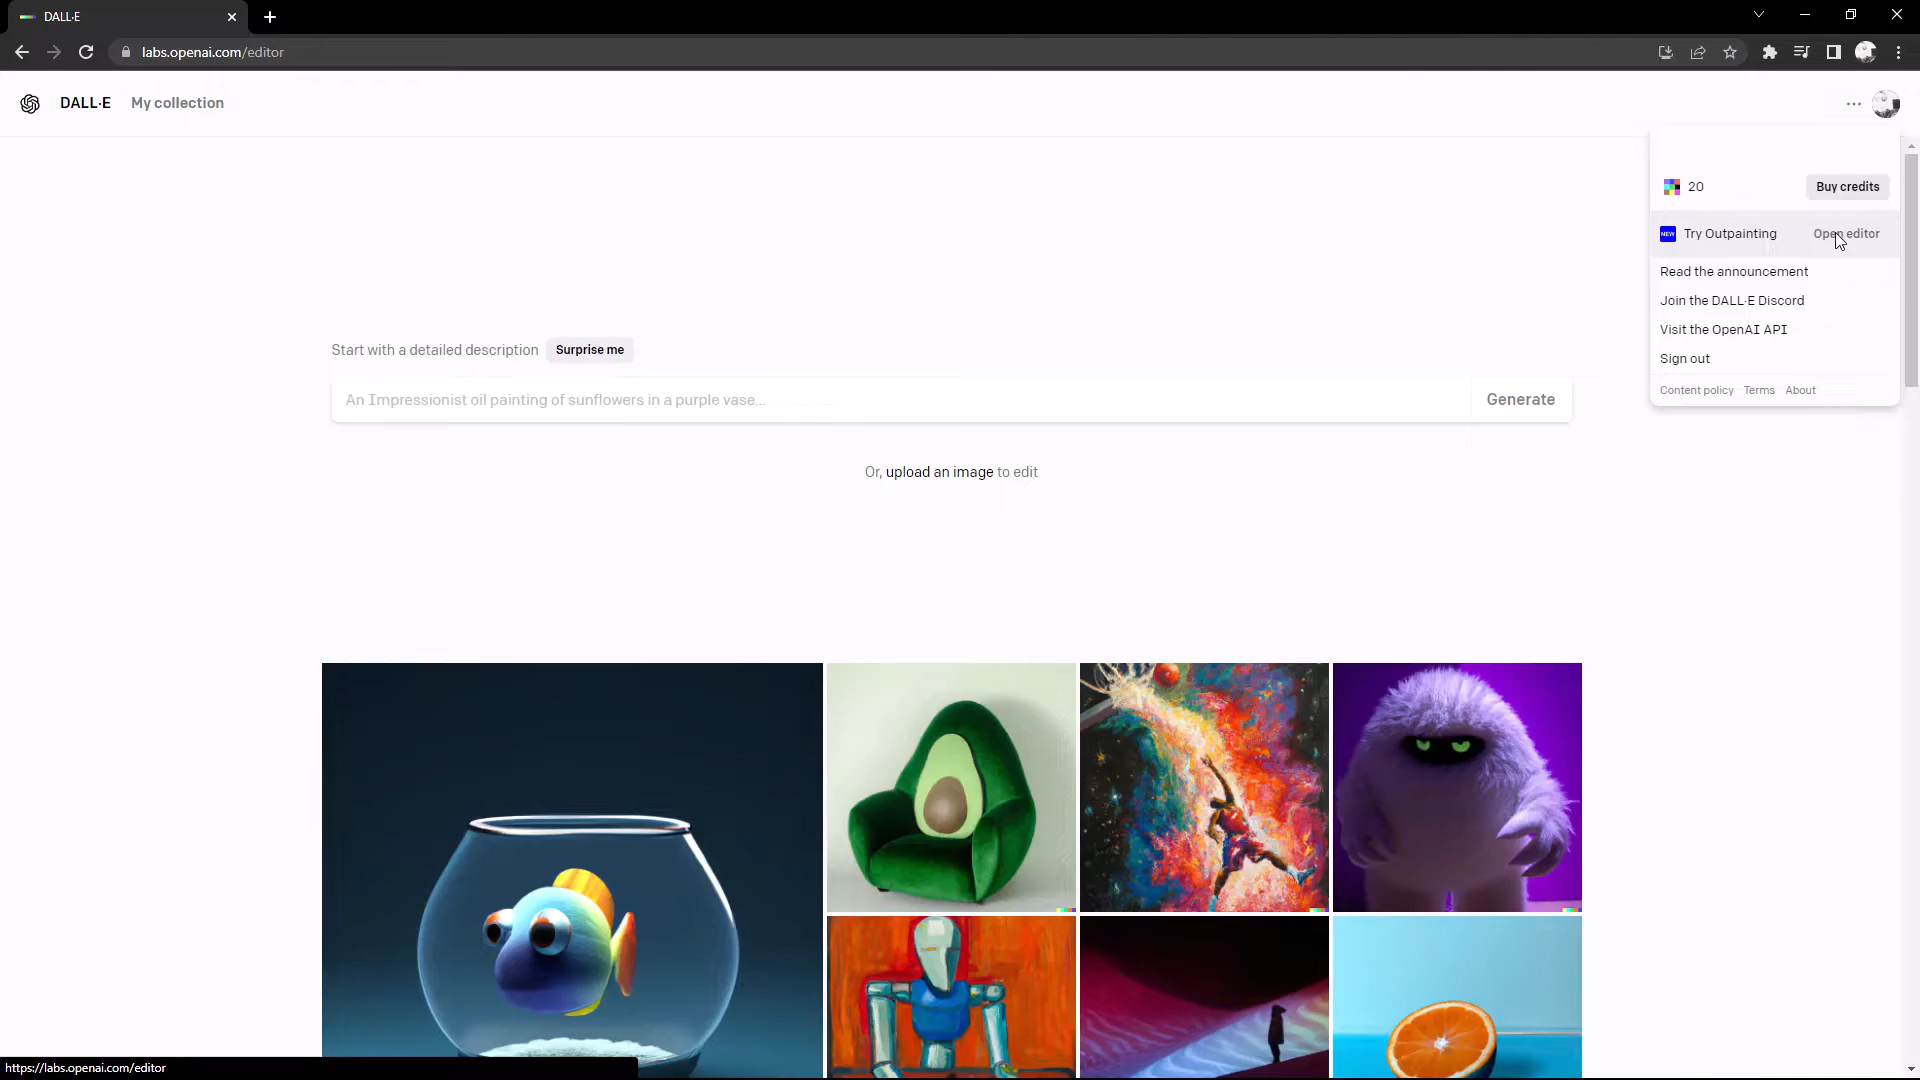 DALL·E
labs.openai.com/editor
DALL·E My collection
20 Buy credits
NEW Try Outpainting Open editor
Read the announcement
Join the DALL·E Discord
Visit the OpenAI API
Sign out
Content policy Terms About
Start with a detailed description Surprise me
An Impressionist oil painting of sunflowers in a purple vase... Generate
Or, upload an image to edit
https://labs.openai.com/editor